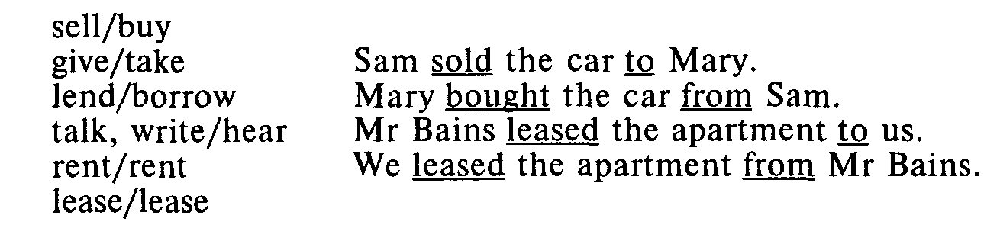 sell/buy
give/take
lend/borrow
talk, write/hear
rent/rent
lease/lease
Sam sold the car to Mary.
Mary bought the car from Sam.
Mr Bains leased the apartment to us.
We leased the apartment from Mr Bains.